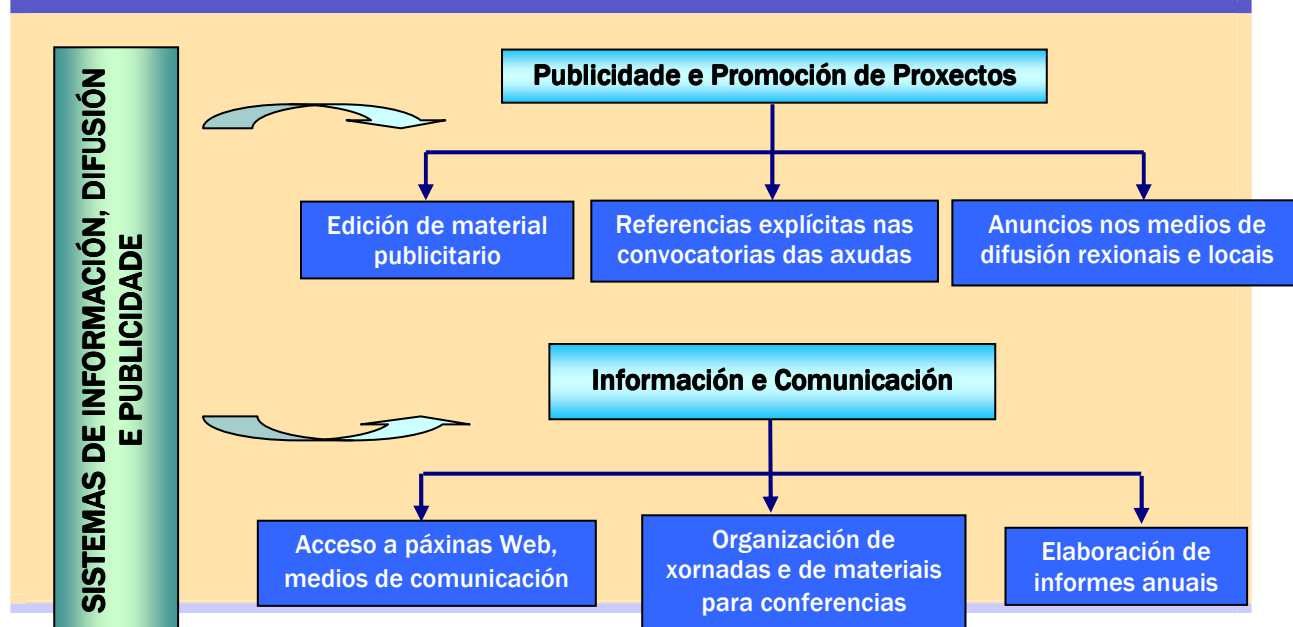 SISTEMAS DE INFORMACIÓN, DIFUSIÓN
E PUBLICIDADE
Publicidade e Promoción de Proxectos
Edición de material
publicitario
Referencias explícitas nas
convocatorias das axudas
Anuncios nos medios de
difusión rexionais e locais
Información e Comunicación
Acceso a páxinas Web,
medios de comunicación
Organización de
xornadas e de materiais
para conferencias
Elaboración de
informes anuais